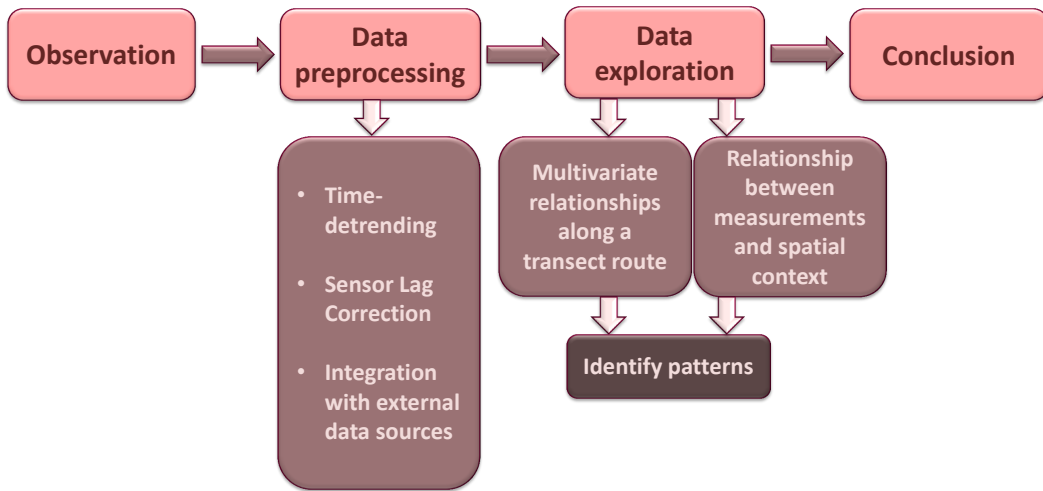 Observation
Data
preprocessing
Data
exploration
Conclusion
• Time-
detrending
• Sensor Lag
Correction
• Integration
with external
data sources
Multivariate
relationships
along a
transect route
Relationship
between
measurements
and spatial
context
Identify patterns